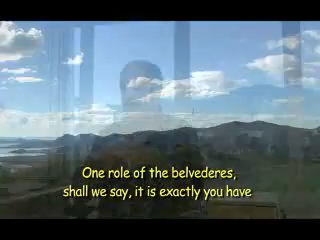 One role of the belvederes,
shall we say, it is exactly you have